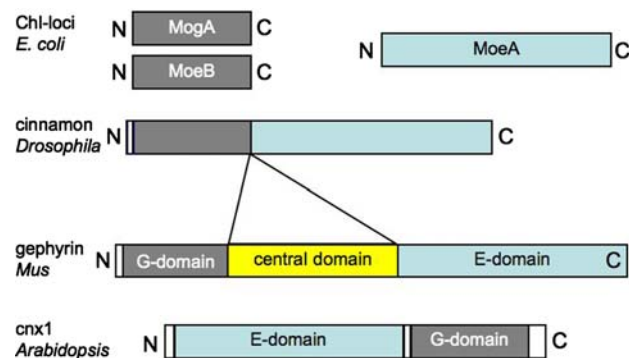 Chl-loci
E. coli
N MogA C
N MoeB C
N MoeA C
cinnamon
Drosophila
N C
gephyrin
Mus
N G-domain central domain E-domain C
cnx1
Arabidopsis
N E-domain G-domain C